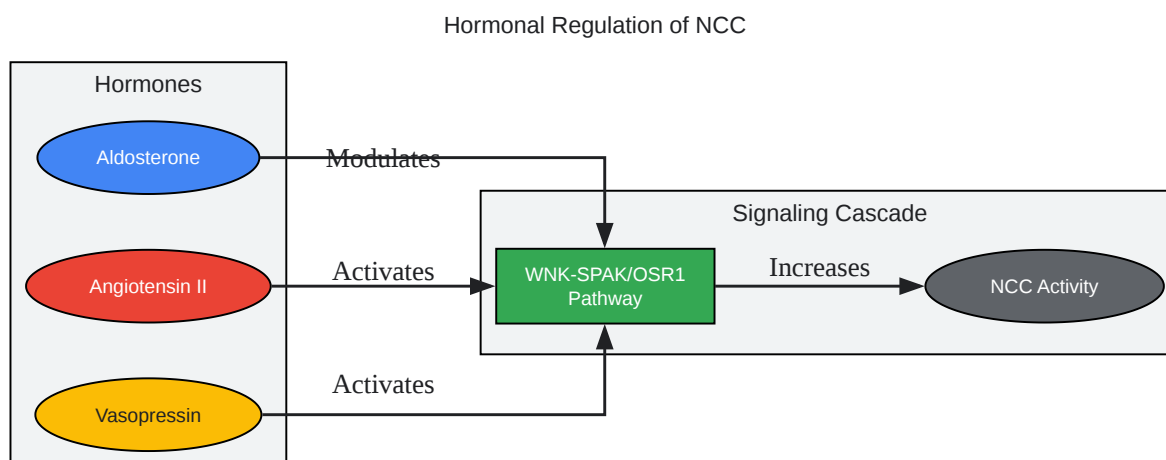 Hormonal Regulation of NCC
Hormones
Aldosterone
Modulates
Signaling Cascade
Angiotensin II
Activates
WNK-SPAK/OSR1
Pathway
Increases
NCC Activity
Vasopressin
Activates